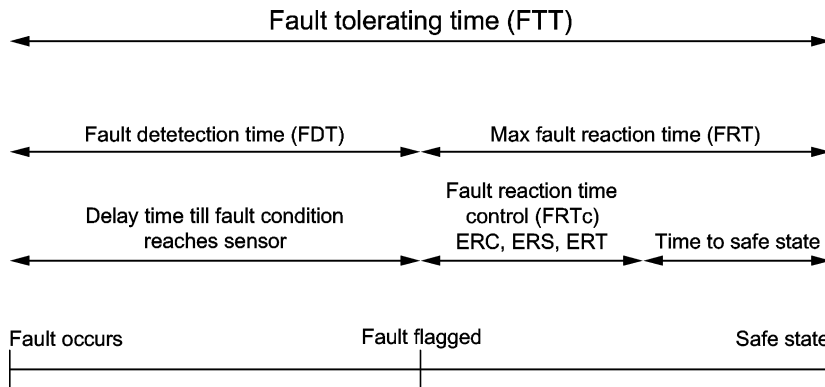 Fault tolerating time (FTT)
Fault detetection time (FDT)
Max fault reaction time (FRT)
Delay time till fault condition
reaches sensor
Fault reaction time
control (FRTc)
ERC, ERS, ERT
Time to safe state
Fault occurs
Fault flagged
Safe state